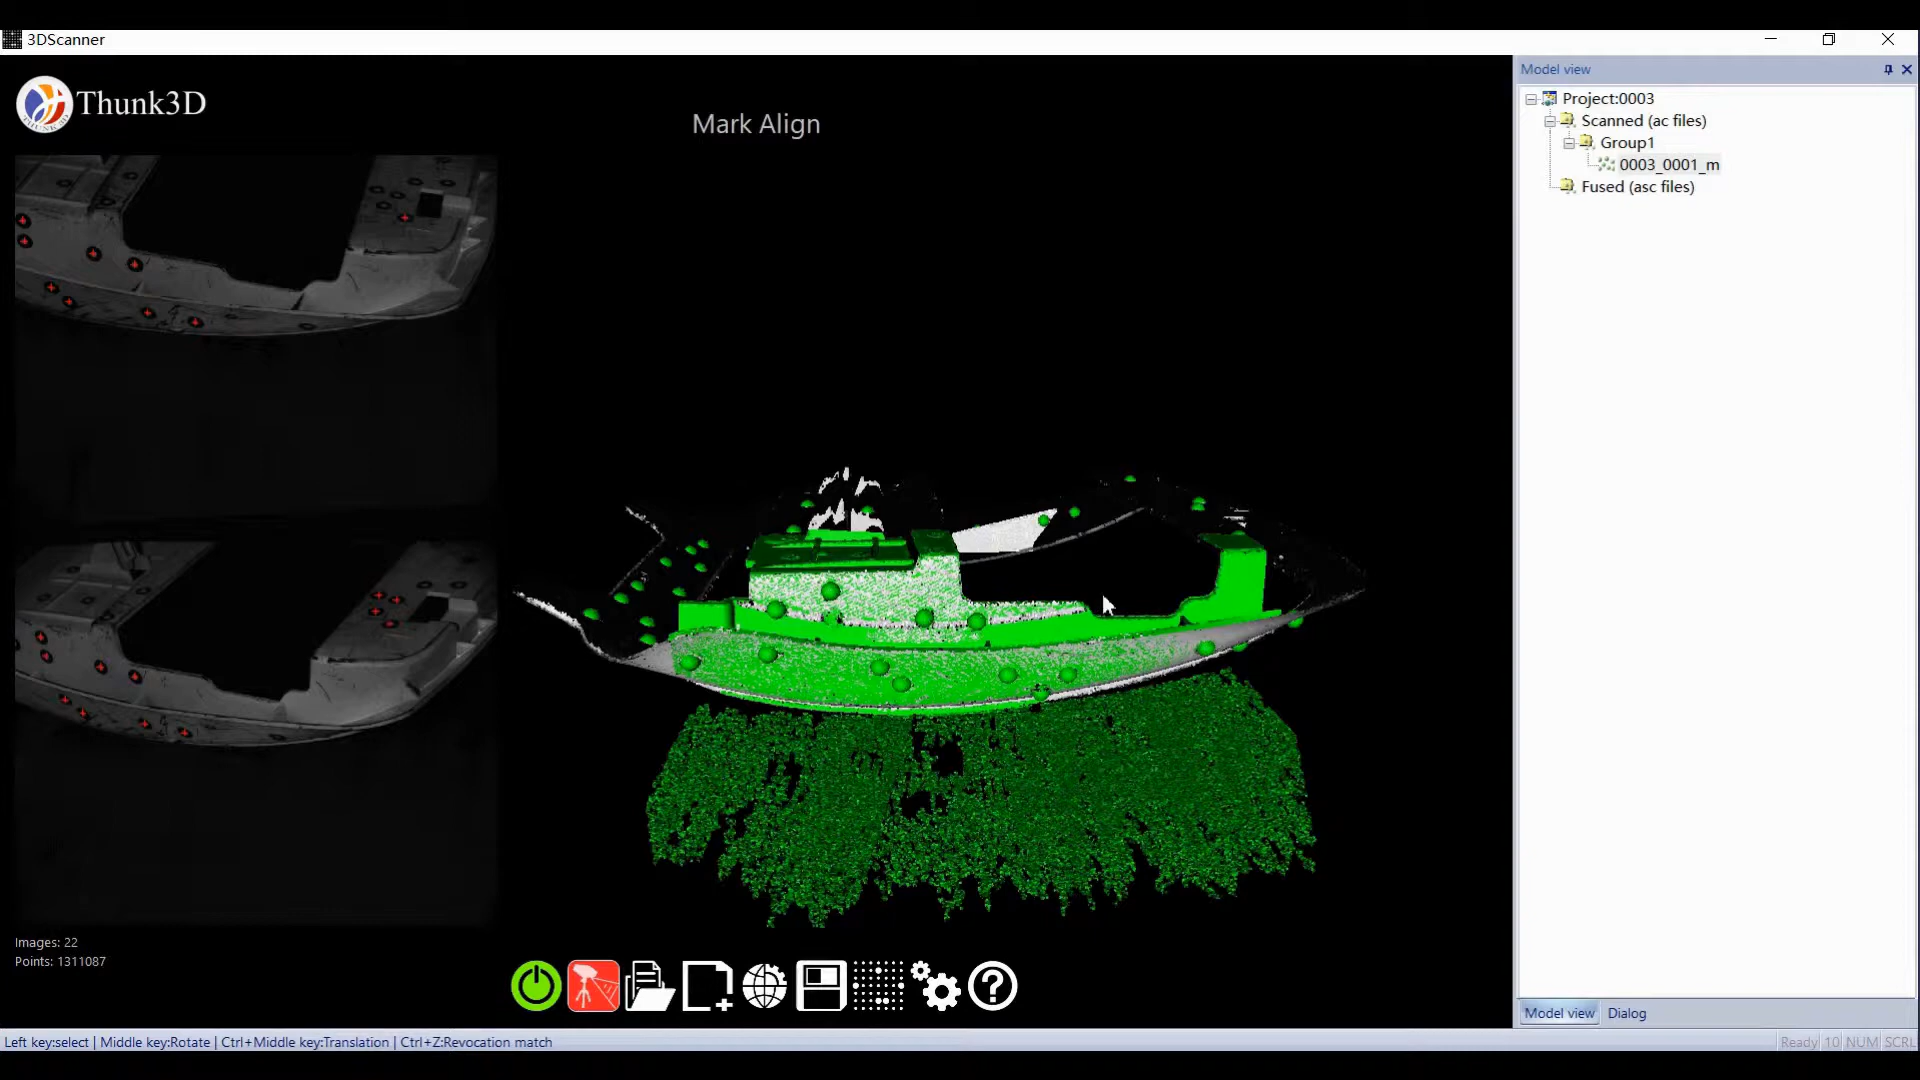 3DScanner
Thunk3D
Mark Align
Model view
Project:0003
Scanned (ac files)
Group1
0003_0001_m
Fused (asc files)
Images: 22
Points: 1311087
Model view
Dialog
Left key:select | Middle key:Rotate | Ctrl+Middle key:Translation | Ctrl+Z:Revocation match
Ready 10 NUM SCRL